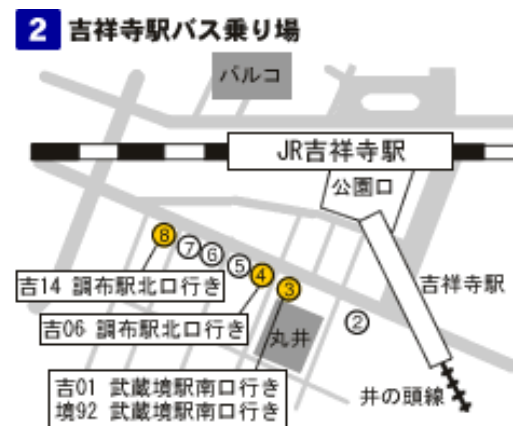 2 吉祥寺駅バス乗り場
パルコ
JR吉祥寺駅
公園口
吉祥寺駅
井の頭線
⑧
⑦
⑥
⑤
④
③
②
吉14 調布駅北口行き
吉06 調布駅北口行き
丸井
吉01 武蔵境駅南口行き
境92 武蔵境駅南口行き